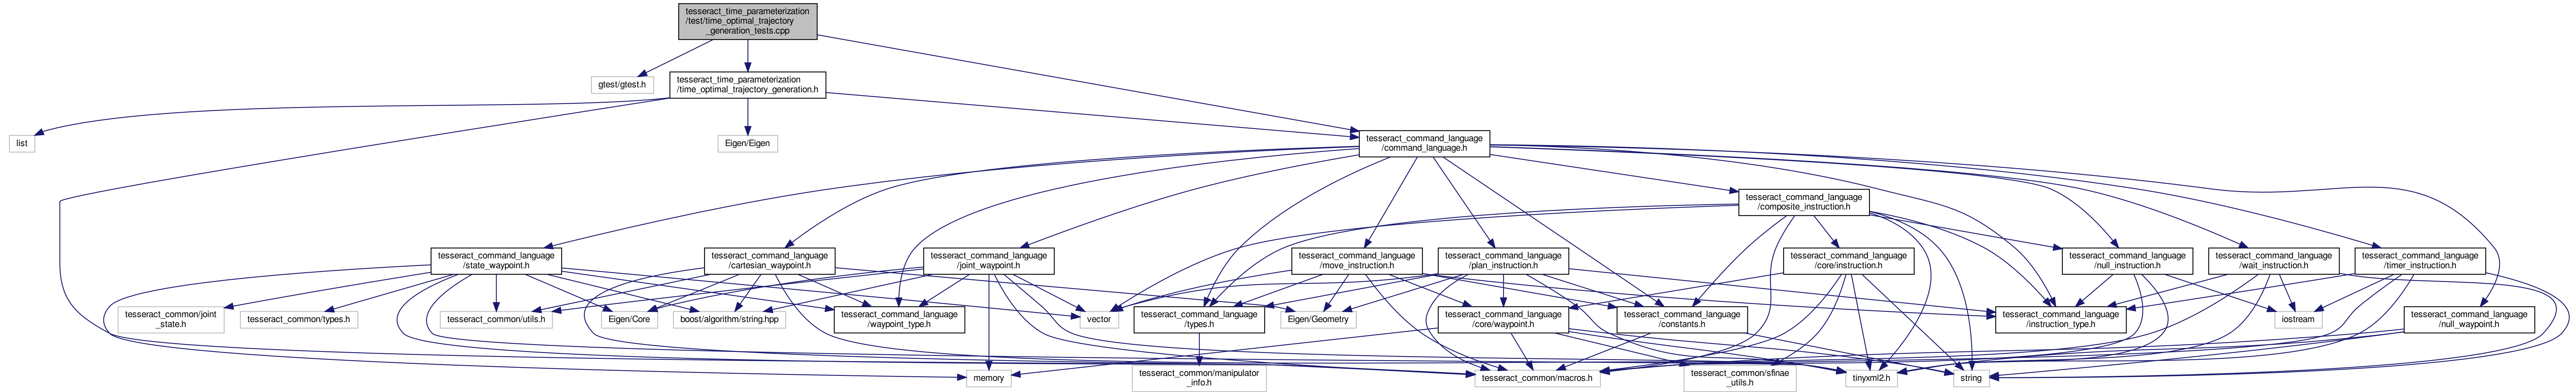 tesseract_time_parameterization
/test/time_optimal_trajectory
_generation_tests.cpp
gtest/gtest.h
tesseract_time_parameterization
/time_optimal_trajectory_generation.h
list
Eigen/Eigen
tesseract_command_language
/command_language.h
tesseract_command_language
/composite_instruction.h
tesseract_command_language
/state_waypoint.h
tesseract_command_language
/cartesian_waypoint.h
tesseract_command_language
/joint_waypoint.h
tesseract_command_language
/move_instruction.h
tesseract_command_language
/plan_instruction.h
tesseract_command_language
/core/instruction.h
tesseract_command_language
/null_instruction.h
tesseract_command_language
/wait_instruction.h
tesseract_command_language
/timer_instruction.h
tesseract_common/joint
_state.h
tesseract_common/types.h
tesseract_common/utils.h
Eigen/Core
boost/algorithm/string.hpp
tesseract_command_language
/waypoint_type.h
vector
tesseract_command_language
/types.h
Eigen/Geometry
tesseract_command_language
/core/waypoint.h
tesseract_command_language
/constants.h
tesseract_command_language
/instruction_type.h
iostream
tesseract_command_language
/null_waypoint.h
memory
tesseract_common/manipulator
_info.h
tesseract_common/macros.h
tesseract_common/sfinae
_utils.h
tinyxml2.h
string